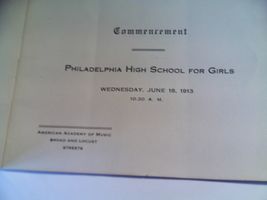 Commencement
PHILADELPHIA HIGH SCHOOL FOR GIRLS
WEDNESDAY, JUNE 18, 1913
10:30 A. M.
AMERICAN ACADEMY OF MUSIC
BROAD AND LOCUST
STREETS